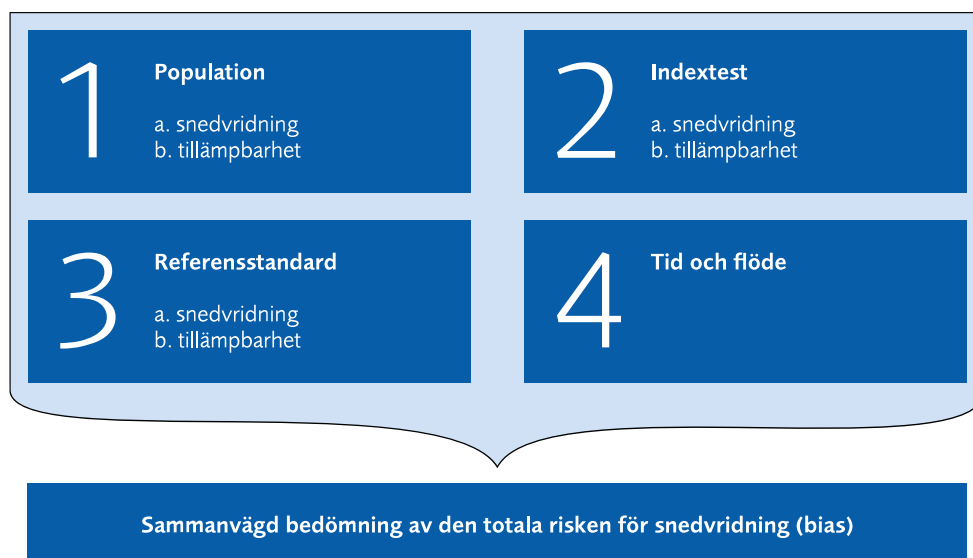 1
Population
a. snedvridning
b. tillämpbarhet
2
Indextest
a. snedvridning
b. tillämpbarhet
3
Referensstandard
a. snedvridning
b. tillämpbarhet
4
Tid och flöde
Sammanvägd bedömning av den totala risken för snedvridning (bias)